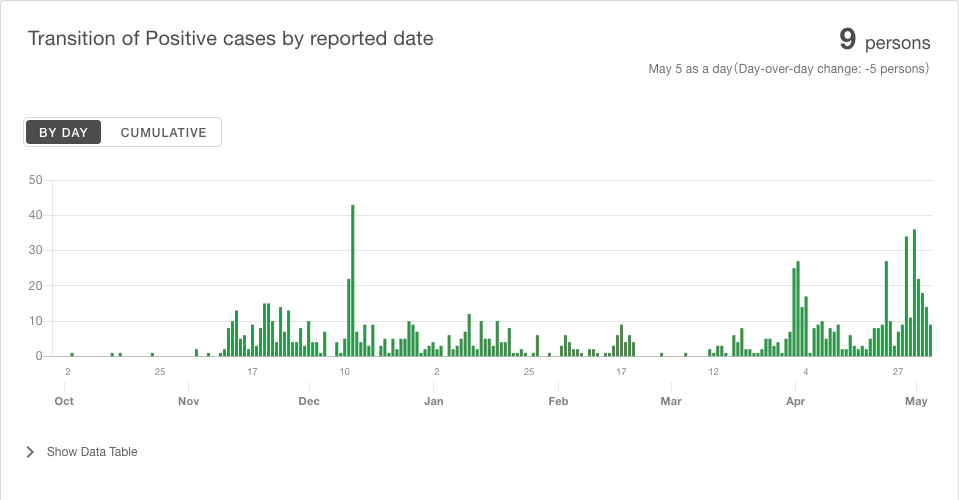 Transition of Positive cases by reported date
9 persons
May 5 as a day(Day-over-day change: -5 persons)
BY DAY CUMULATIVE
50
40
30
20
10
0
2 25 17 10 2 25 17 12 4 27
Oct Nov Dec Jan Feb Mar Apr May
Show Data Table